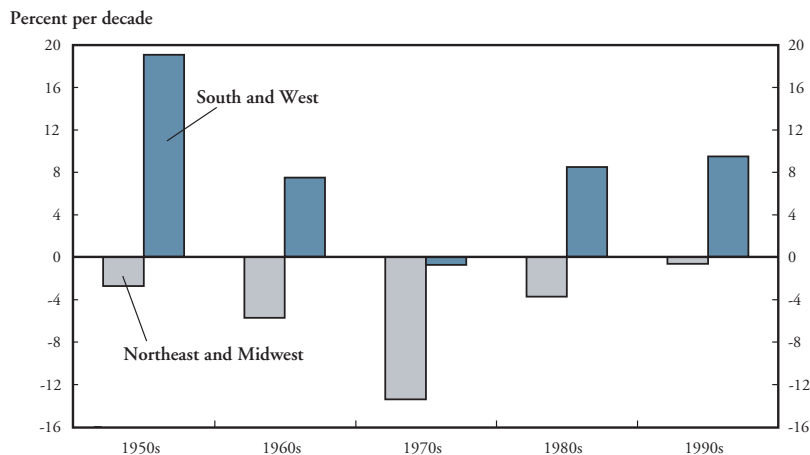 Percent per decade
20 20
16 16
South and West
12 12
8 8
4 4
0 0
-4 -4
-8 -8
Northeast and Midwest
-12 -12
-16 -16
1950s 1960s 1970s 1980s 1990s